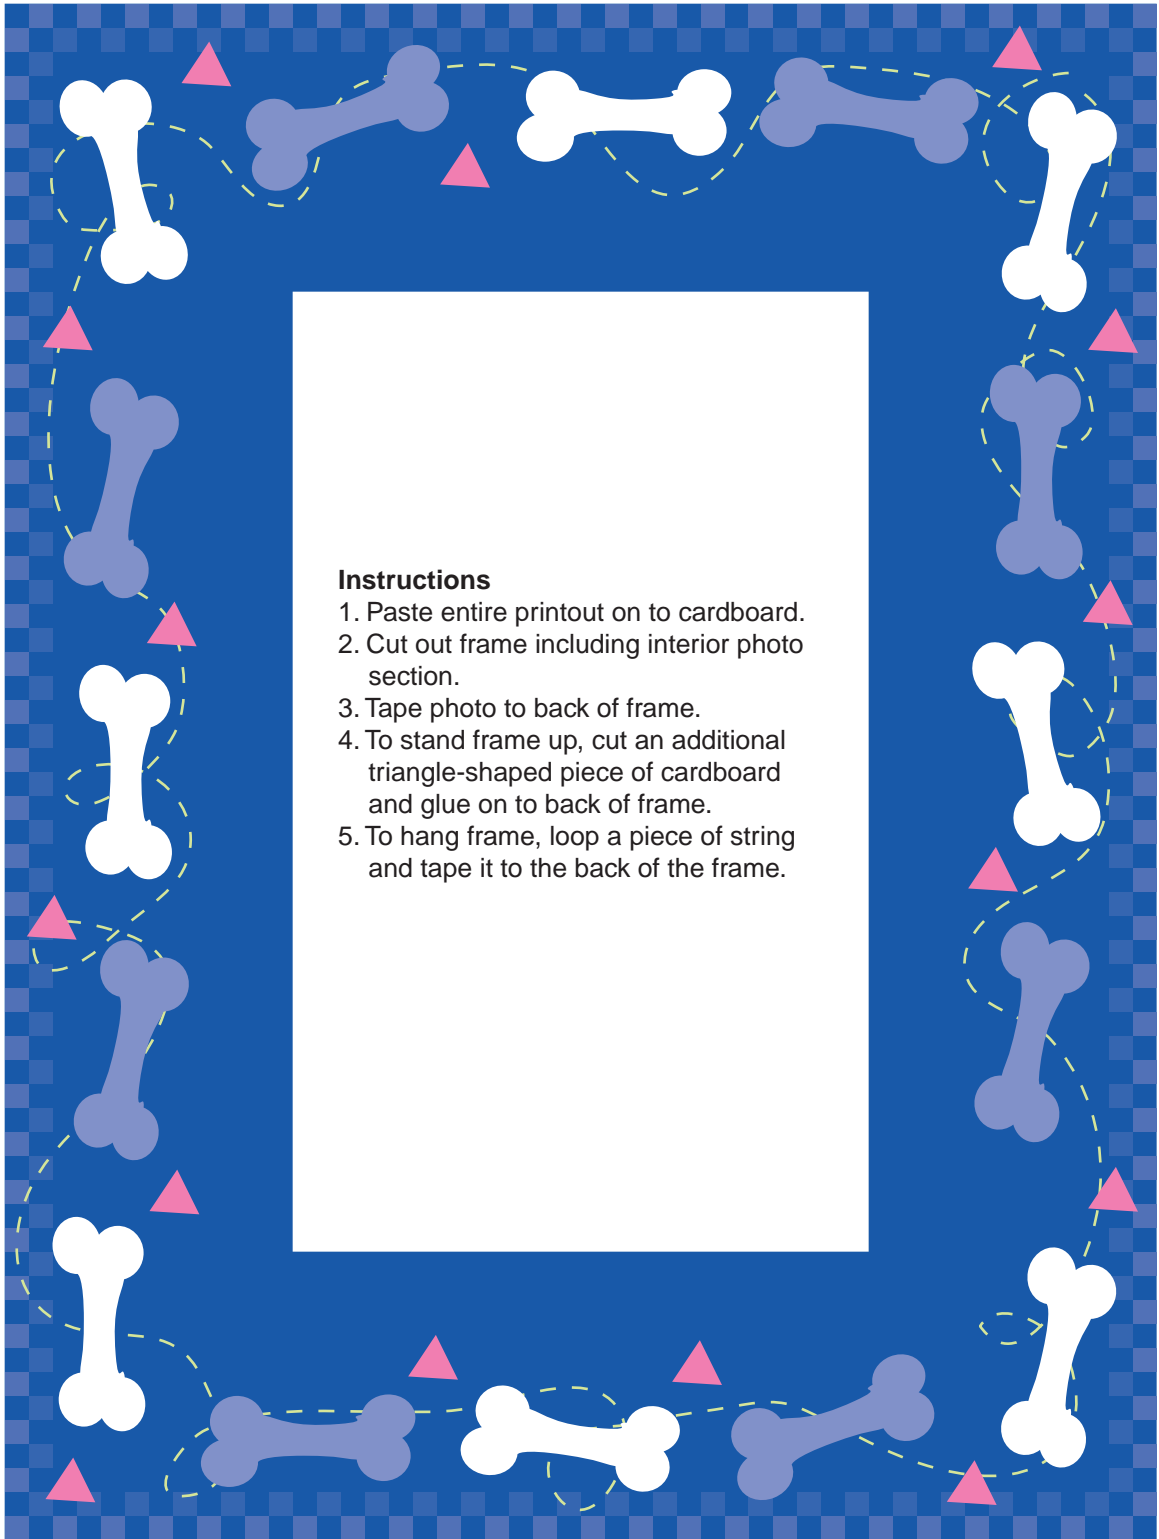 Instructions
1. Paste entire printout on to cardboard.
2. Cut out frame including interior photo
section.
3. Tape photo to back of frame.
4. To stand frame up, cut an additional
triangle-shaped piece of cardboard
and glue on to back of frame.
5. To hang frame, loop a piece of string
and tape it to the back of the frame.